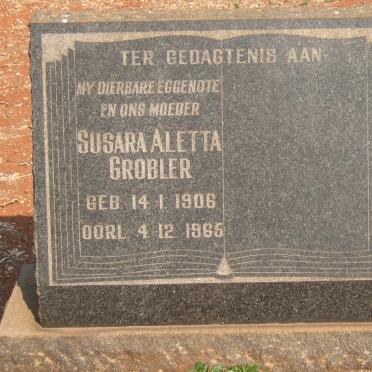 TER GEDAGTENIS AAN
MY DIERBARE EGGENOTE
EN ONS MOEDER
SUSARA ALETTA
GROBLER
GEB. 14. 1. 1906
OORL. 4. 12. 1965